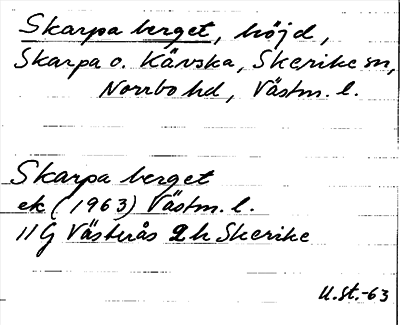 Skarpa berget, höjd,
Skarpa o. Kävska, Skerike sn,
Norrbo hd, Västm. l.
Skarpa berget
ek (1963) Västm. l.
11 G Västerås 2 h Skerike
U.St.-63